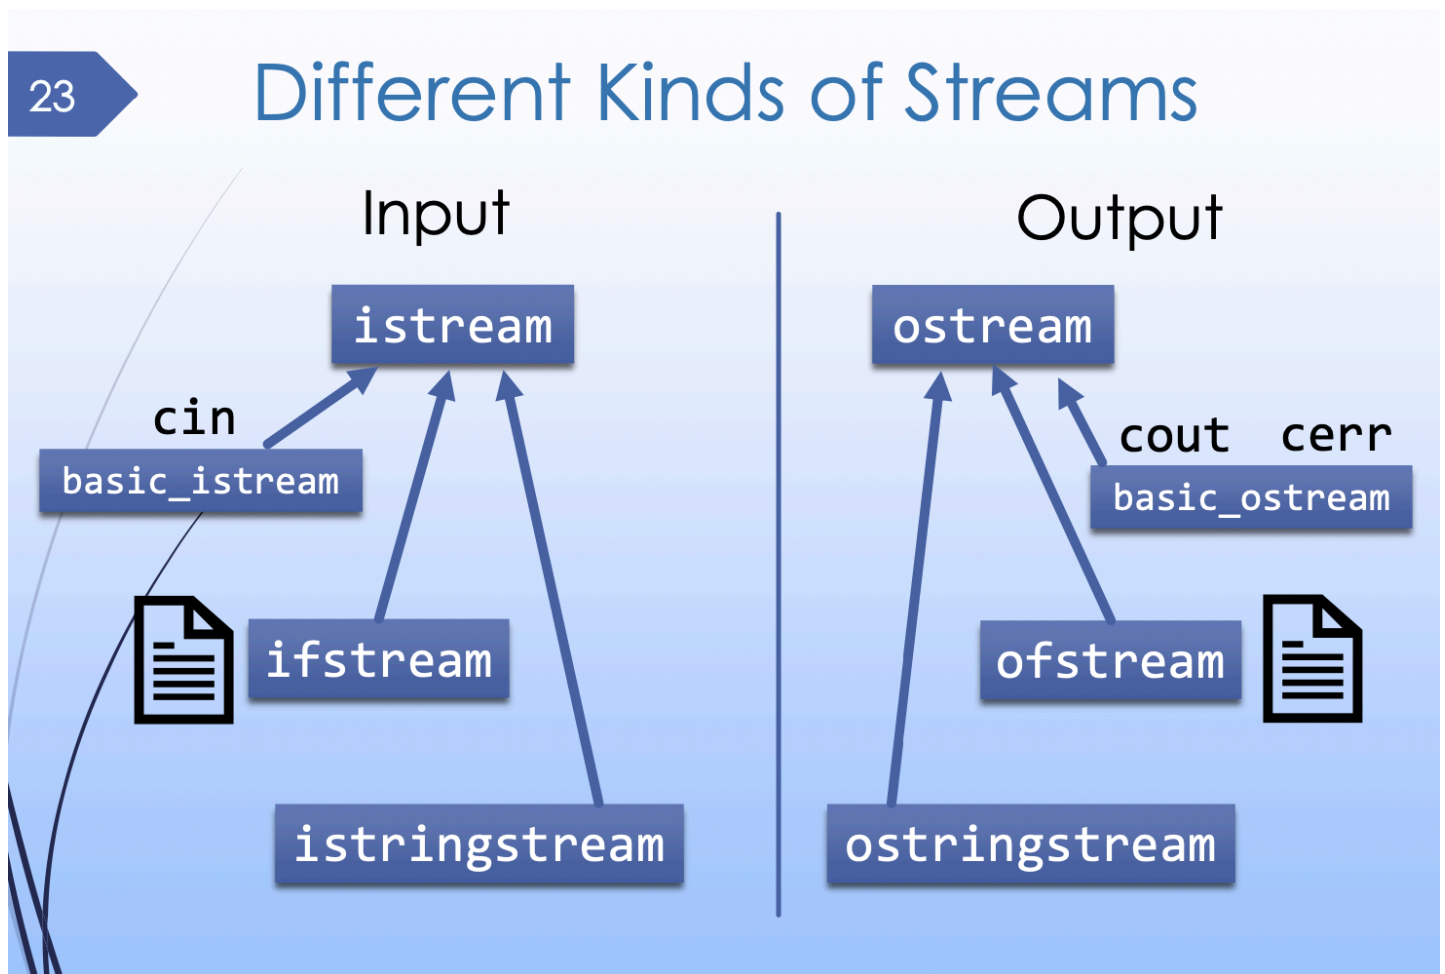 23
Different Kinds of Streams
Input
istream
cin
basic_istream
ifstream
istringstream
Output
ostream
cout cerr
basic_ostream
ofstream
ostringstream